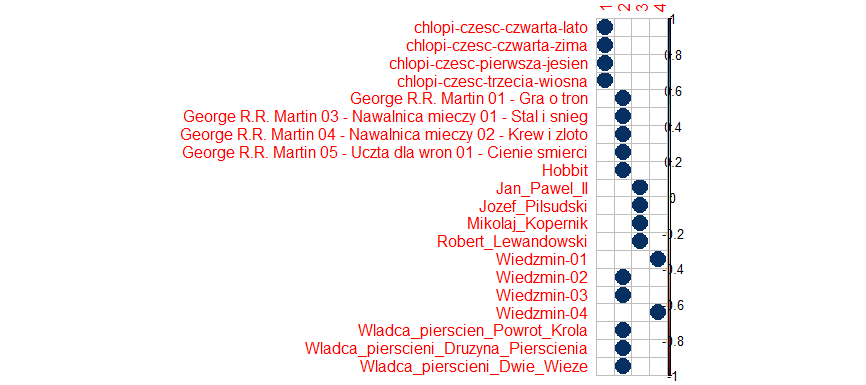 1 2 3 4
chlopi-czesc-czwarta-lato
chlopi-czesc-czwarta-zima
chlopi-czesc-pierwsza-jesien
chlopi-czesc-trzecia-wiosna
George R.R. Martin 01 - Gra o tron
George R.R. Martin 03 - Nawalnica mieczy 01 - Stal i snieg
George R.R. Martin 04 - Nawalnica mieczy 02 - Krew i zloto
George R.R. Martin 05 - Uczta dla wron 01 - Cienie smierci
Hobbit
Jan_Pawel_II
Jozef_Pilsudski
Mikolaj_Kopernik
Robert_Lewandowski
Wiedzmin-01
Wiedzmin-02
Wiedzmin-03
Wiedzmin-04
Wladca_pierscien_Powrot_Krola
Wladca_pierscieni_Druzyna_Pierscienia
Wladca_pierscieni_Dwie_Wieze
1
0.8
0.6
0.4
0.2
0
-0.2
-0.4
-0.6
-0.8
-1